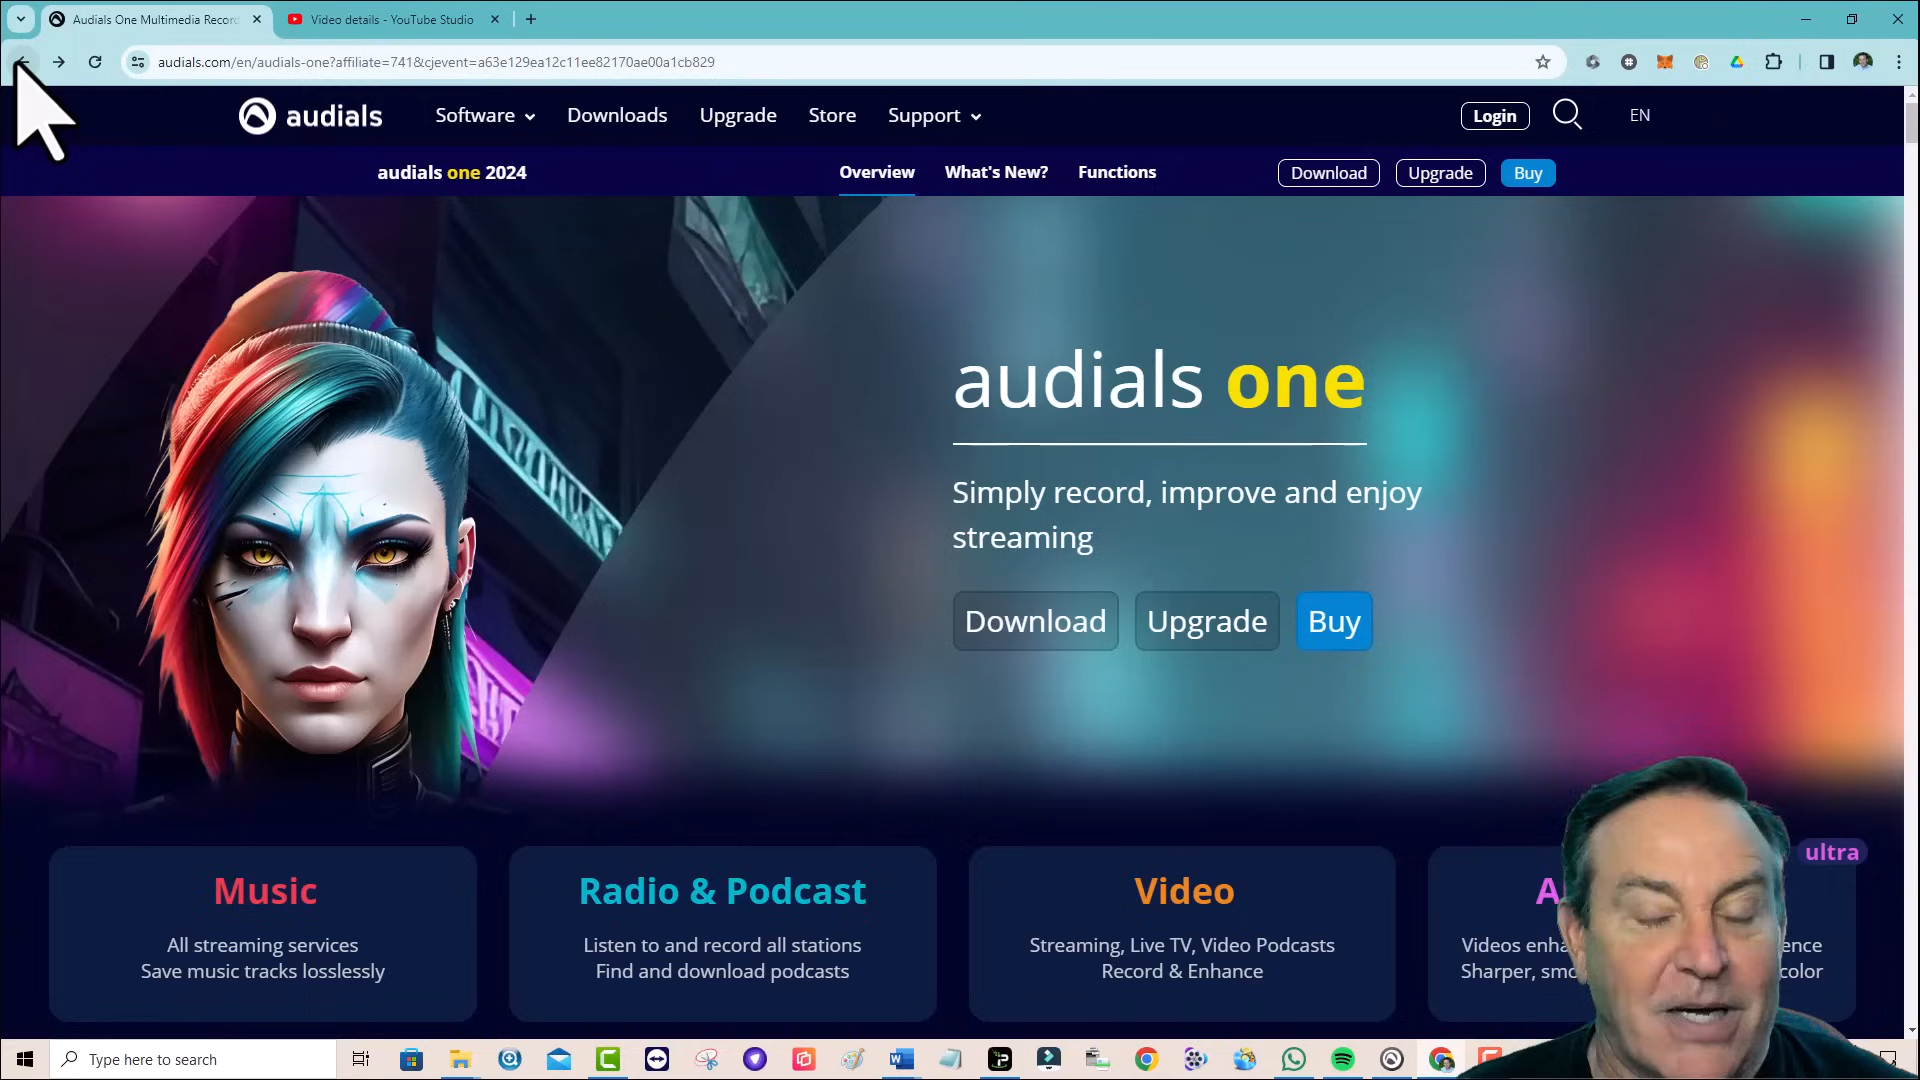 Audials One Multimedia Record
Video details - YouTube Studio
audials.com/en/audials-one?affiliate=741&cjevent=a63e129ea12c11ee82170ae00a1cb829
audials
Software
Downloads
Upgrade
Store
Support
Login
EN
audials one 2024
Overview
What's New?
Functions
Download
Upgrade
Buy
audials one
Simply record, improve and enjoy
streaming
Download
Upgrade
Buy
Music
All streaming services
Save music tracks losslessly
Radio & Podcast
Listen to and record all stations
Find and download podcasts
Video
Streaming, Live TV, Video Podcasts
Record & Enhance
ultra
A
Videos
Sharper,
color
Type here to search